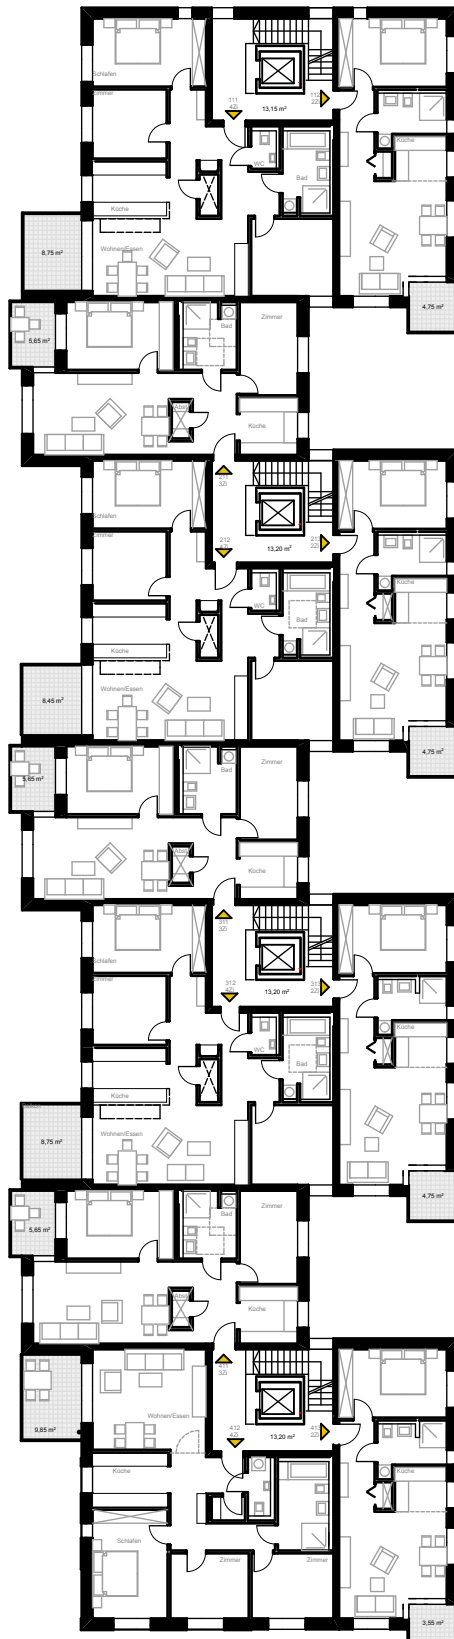 Schlafen
Zimmer
111
4Zi
112
2Zi
13,15 m²
WC
Küche
Bad
Küche
8,75 m²
Wohnen/Essen
4,75 m²
5,65 m²
Bad
Zimmer
Abst.
Küche
Schlafen
211
3Zi
Zimmer
212
4Zi
213
2Zi
13,20 m²
Küche
WC
Bad
Küche
Wohnen/Essen
8,45 m²
4,75 m²
5,65 m²
Bad
Zimmer
Abst.
Küche
311
3Zi
Schlafen
Zimmer
312
4Zi
313
2Zi
13,20 m²
WC
Küche
Bad
Küche
Wohnen/Essen
8,75 m²
4,75 m²
5,65 m²
Bad
Zimmer
Abst.
Küche
411
3Zi
9,85 m²
Wohnen/Essen
412
4Zi
413
2Zi
13,20 m²
Küche
Küche
Schlafen
Zimmer
Zimmer
3,55 m²